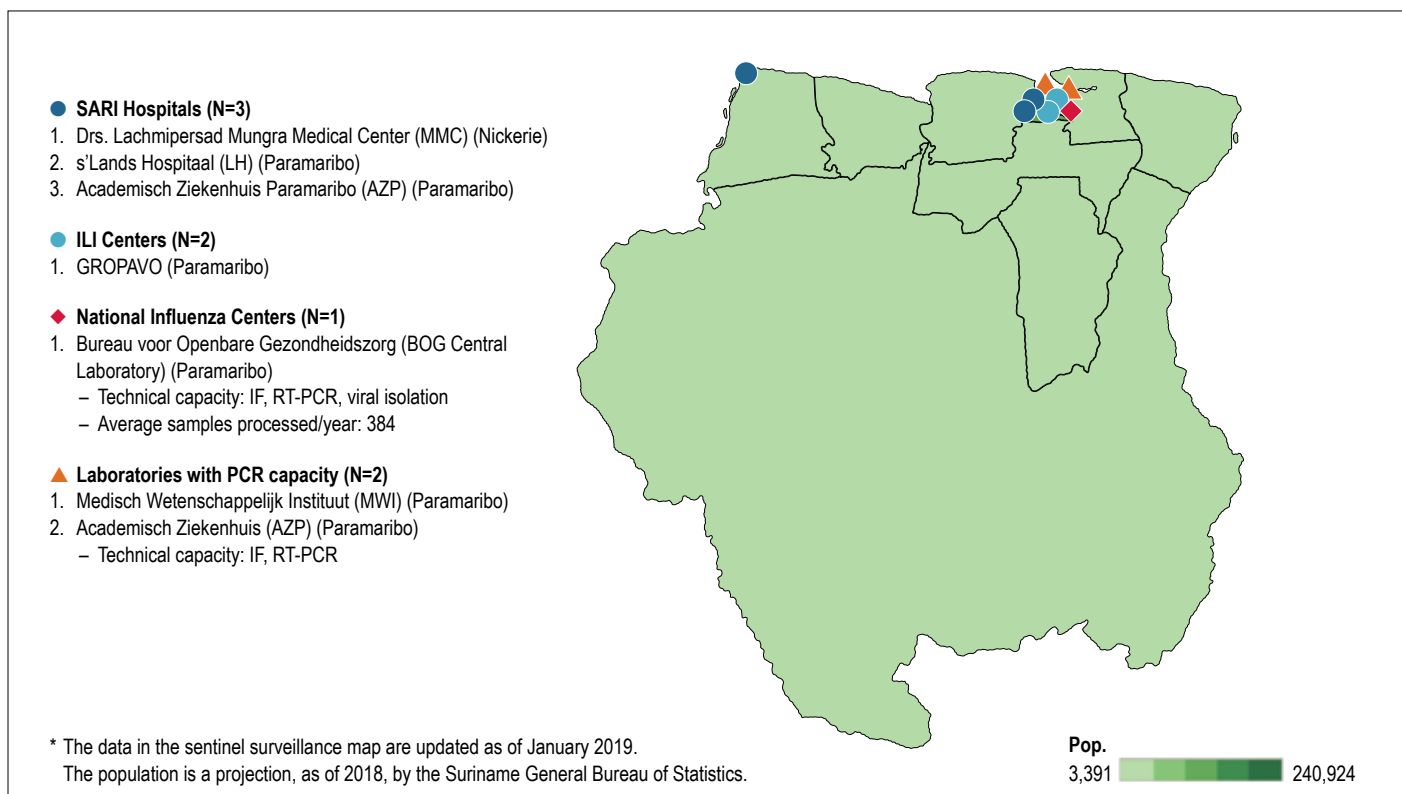 SARI Hospitals (N=3)
1. Drs. Lachmipersad Mungra Medical Center (MMC) (Nickerie)
2. s'Lands Hospitaal (LH) (Paramaribo)
3. Academisch Ziekenhuis Paramaribo (AZP) (Paramaribo)
ILI Centers (N=2)
1. GROPAVO (Paramaribo)
National Influenza Centers (N=1)
1. Bureau voor Openbare Gezondheidszorg (BOG Central
Laboratory) (Paramaribo)
– Technical capacity: IF, RT-PCR, viral isolation
– Average samples processed/year: 384
Laboratories with PCR capacity (N=2)
1. Medisch Wetenschappelijk Instituut (MWI) (Paramaribo)
2. Academisch Ziekenhuis (AZP) (Paramaribo)
– Technical capacity: IF, RT-PCR
* The data in the sentinel surveillance map are updated as of January 2019.
The population is a projection, as of 2018, by the Suriname General Bureau of Statistics.
Pop.
3,391 240,924